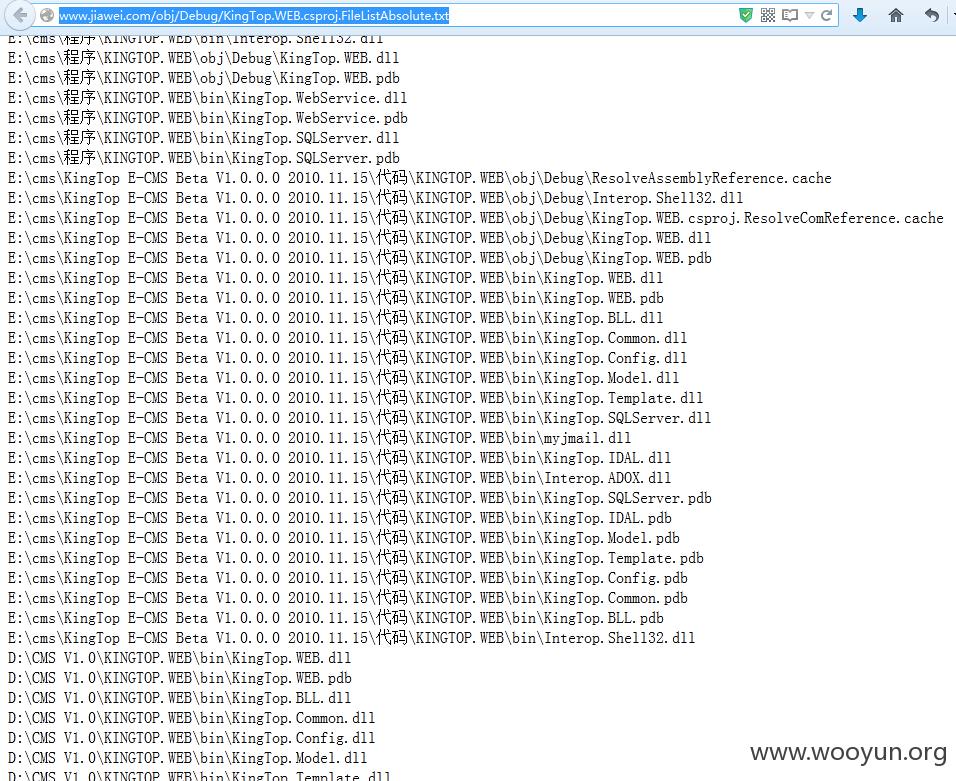 www.jiawei.com/obj/Debug/KingTop.WEB.csproj.FileListAbsolute.txt
E:\cms\程序\KINGTOP.WEB\bin\Interop.Shell32.dll
E:\cms\程序\KINGTOP.WEB\obj\Debug\KingTop.WEB.dll
E:\cms\程序\KINGTOP.WEB\obj\Debug\KingTop.WEB.pdb
E:\cms\程序\KINGTOP.WEB\bin\KingTop.WebService.dll
E:\cms\程序\KINGTOP.WEB\bin\KingTop.WebService.pdb
E:\cms\程序\KINGTOP.WEB\bin\KingTop.SQLServer.dll
E:\cms\程序\KINGTOP.WEB\bin\KingTop.SQLServer.pdb
E:\cms\KingTop E-CMS Beta V1.0.0.0 2010.11.15\代码\KINGTOP.WEB\obj\Debug\ResolveAssemblyReference.cache
E:\cms\KingTop E-CMS Beta V1.0.0.0 2010.11.15\代码\KINGTOP.WEB\obj\Debug\Interop.Shell32.dll
E:\cms\KingTop E-CMS Beta V1.0.0.0 2010.11.15\代码\KINGTOP.WEB\obj\Debug\KingTop.WEB.csproj.ResolveComReference.cache
E:\cms\KingTop E-CMS Beta V1.0.0.0 2010.11.15\代码\KINGTOP.WEB\obj\Debug\KingTop.WEB.dll
E:\cms\KingTop E-CMS Beta V1.0.0.0 2010.11.15\代码\KINGTOP.WEB\obj\Debug\KingTop.WEB.pdb
E:\cms\KingTop E-CMS Beta V1.0.0.0 2010.11.15\代码\KINGTOP.WEB\bin\KingTop.WEB.dll
E:\cms\KingTop E-CMS Beta V1.0.0.0 2010.11.15\代码\KINGTOP.WEB\bin\KingTop.WEB.pdb
E:\cms\KingTop E-CMS Beta V1.0.0.0 2010.11.15\代码\KINGTOP.WEB\bin\KingTop.BLL.dll
E:\cms\KingTop E-CMS Beta V1.0.0.0 2010.11.15\代码\KINGTOP.WEB\bin\KingTop.Common.dll
E:\cms\KingTop E-CMS Beta V1.0.0.0 2010.11.15\代码\KINGTOP.WEB\bin\KingTop.Config.dll
E:\cms\KingTop E-CMS Beta V1.0.0.0 2010.11.15\代码\KINGTOP.WEB\bin\KingTop.Model.dll
E:\cms\KingTop E-CMS Beta V1.0.0.0 2010.11.15\代码\KINGTOP.WEB\bin\KingTop.Template.dll
E:\cms\KingTop E-CMS Beta V1.0.0.0 2010.11.15\代码\KINGTOP.WEB\bin\KingTop.SQLServer.dll
E:\cms\KingTop E-CMS Beta V1.0.0.0 2010.11.15\代码\KINGTOP.WEB\bin\myjmail.dll
E:\cms\KingTop E-CMS Beta V1.0.0.0 2010.11.15\代码\KINGTOP.WEB\bin\KingTop.IDAL.dll
E:\cms\KingTop E-CMS Beta V1.0.0.0 2010.11.15\代码\KINGTOP.WEB\bin\Interop.ADOX.dll
E:\cms\KingTop E-CMS Beta V1.0.0.0 2010.11.15\代码\KINGTOP.WEB\bin\KingTop.SQLServer.pdb
E:\cms\KingTop E-CMS Beta V1.0.0.0 2010.11.15\代码\KINGTOP.WEB\bin\KingTop.IDAL.pdb
E:\cms\KingTop E-CMS Beta V1.0.0.0 2010.11.15\代码\KINGTOP.WEB\bin\KingTop.Model.pdb
E:\cms\KingTop E-CMS Beta V1.0.0.0 2010.11.15\代码\KINGTOP.WEB\bin\KingTop.Template.pdb
E:\cms\KingTop E-CMS Beta V1.0.0.0 2010.11.15\代码\KINGTOP.WEB\bin\KingTop.Config.pdb
E:\cms\KingTop E-CMS Beta V1.0.0.0 2010.11.15\代码\KINGTOP.WEB\bin\KingTop.Common.pdb
E:\cms\KingTop E-CMS Beta V1.0.0.0 2010.11.15\代码\KINGTOP.WEB\bin\KingTop.BLL.pdb
E:\cms\KingTop E-CMS Beta V1.0.0.0 2010.11.15\代码\KINGTOP.WEB\bin\Interop.Shell32.dll
D:\CMS V1.0\KINGTOP.WEB\bin\KingTop.WEB.dll
D:\CMS V1.0\KINGTOP.WEB\bin\KingTop.WEB.pdb
D:\CMS V1.0\KINGTOP.WEB\bin\KingTop.BLL.dll
D:\CMS V1.0\KINGTOP.WEB\bin\KingTop.Common.dll
D:\CMS V1.0\KINGTOP.WEB\bin\KingTop.Config.dll
D:\CMS V1.0\KINGTOP.WEB\bin\KingTop.Model.dll
D:\CMS V1.0\KINGTOP.WEB\bin\KingTop.Template.dll
www.wooyun.org